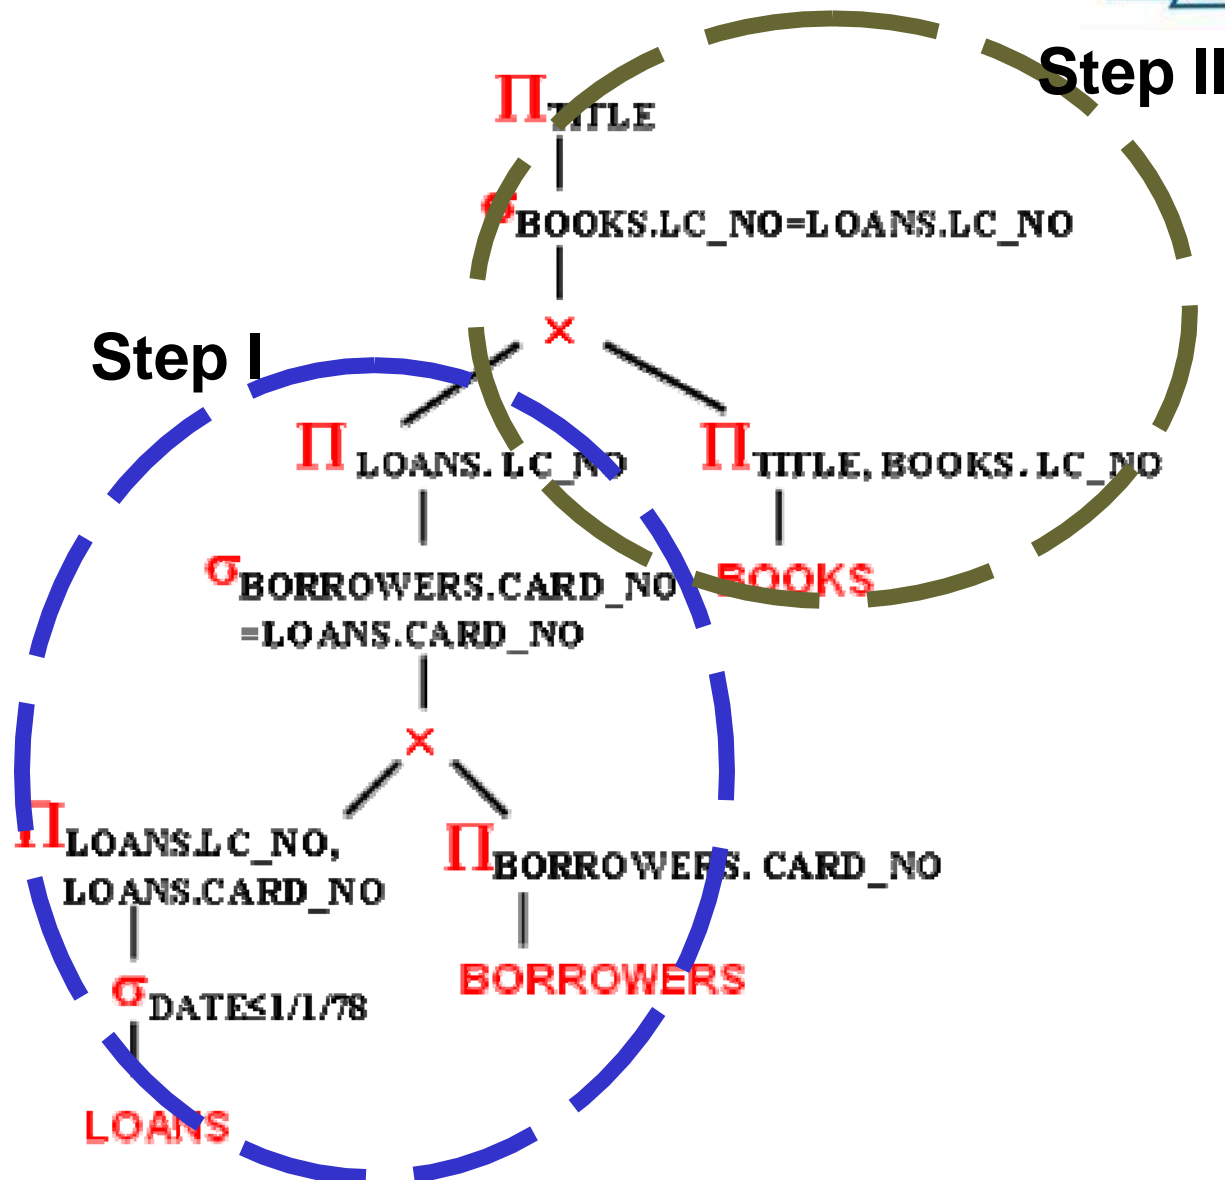 Step II
Π TITLE
σ BOOKS.LC_NO=LOANS.LC_NO
×
Step I
Π LOANS. LC_NO
Π TITLE, BOOKS. LC_NO
σ BORROWERS.CARD_NO
=LOANS.CARD_NO
BOOKS
×
Π LOANS.LC_NO,
LOANS.CARD_NO
Π BORROWERS. CARD_NO
BORROWERS
σ DATE≤1/1/78
LOANS